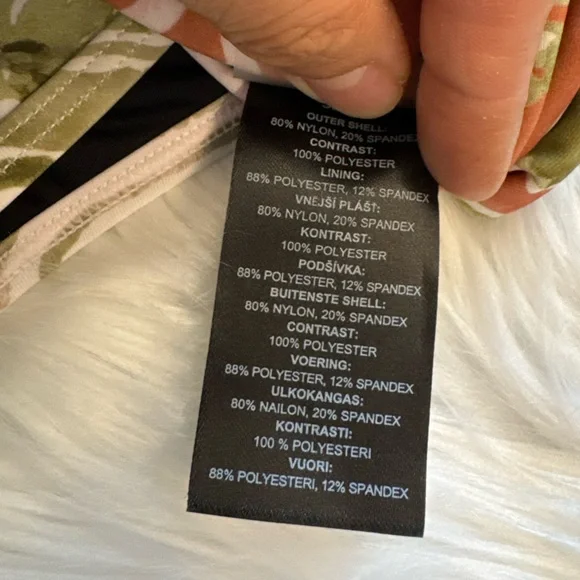 OUTER SHELL:
80% NYLON, 20% SPANDEX
CONTRAST:
100% POLYESTER
LINING:
88% POLYESTER, 12% SPANDEX
VNĚJŠÍ PLÁŠŤ:
80% NYLON, 20% SPANDEX
KONTRAST:
100% POLYESTER
PODŠÍVKA:
88% POLYESTER, 12% SPANDEX
BUITENSTE SHELL:
80% NYLON, 20% SPANDEX
CONTRAST:
100% POLYESTER
VOERING:
88% POLYESTER, 12% SPANDEX
ULKOKANGAS:
80% NAILON, 20% SPANDEX
KONTRASTI:
100 % POLYESTERI
VUORI:
88% POLYESTERI, 12% SPANDEX